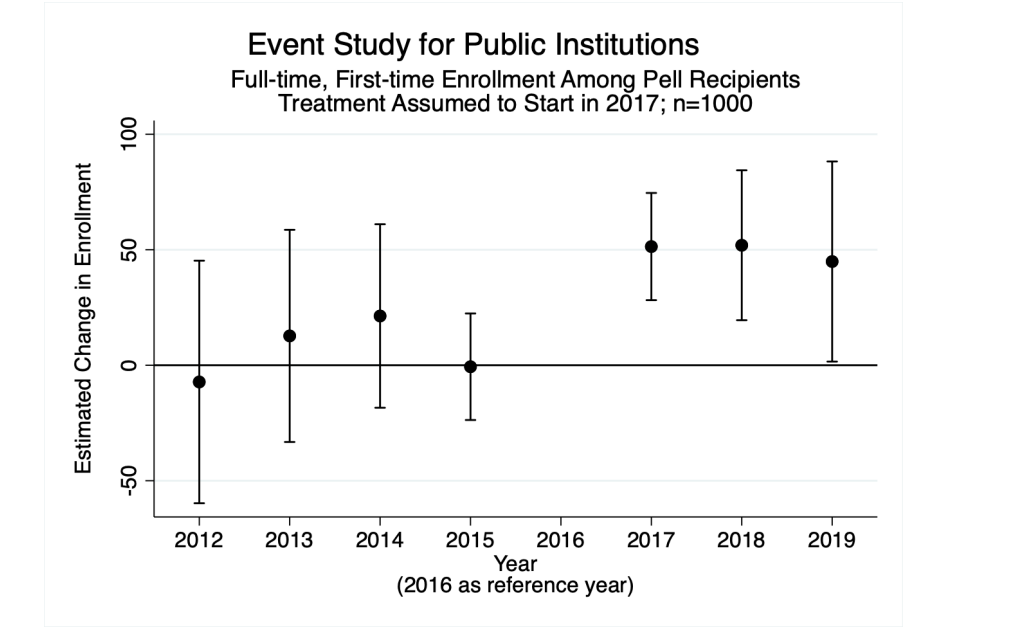 Event Study for Public Institutions
Full-time, First-time Enrollment Among Pell Recipients
Treatment Assumed to Start in 2017; n=1000
Estimated Change in Enrollment
100
50
0
-50
2012 2013 2014 2015 2016 2017 2018 2019
Year
(2016 as reference year)